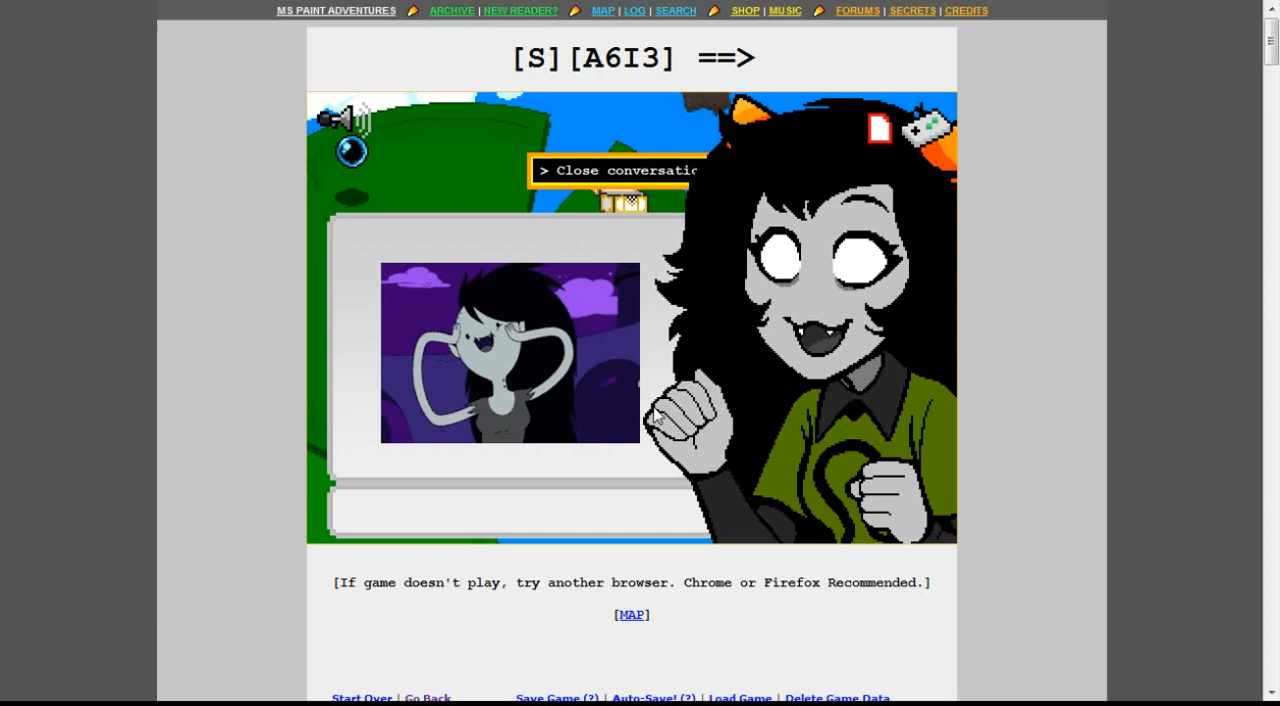 MS PAINT ADVENTURES ARCHIVE | NEW READER? MAP | LOG | SEARCH SHOP | MUSIC FORUMS | SECRETS | CREDITS
[S][A6I3] ==>
> Close conversatio
[If game doesn't play, try another browser. Chrome or Firefox Recommended.]
[MAP]
Start Over | Go Back Save Game (?) | Auto-Save! (?) | Load Game | Delete Game Data